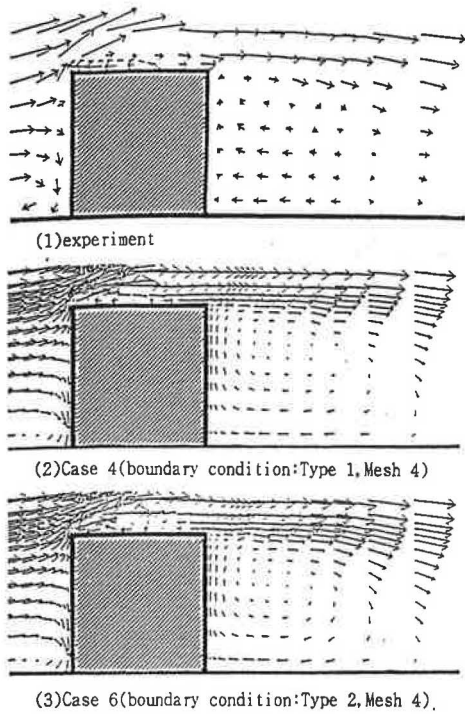 (1)experiment
(2)Case 4(boundary condition:Type 1,Mesh 4)
(3)Case 6(boundary condition:Type 2,Mesh 4).